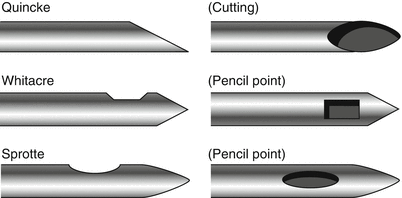 Quincke (Cutting)
Whitacre (Pencil point)
Sprotte (Pencil point)